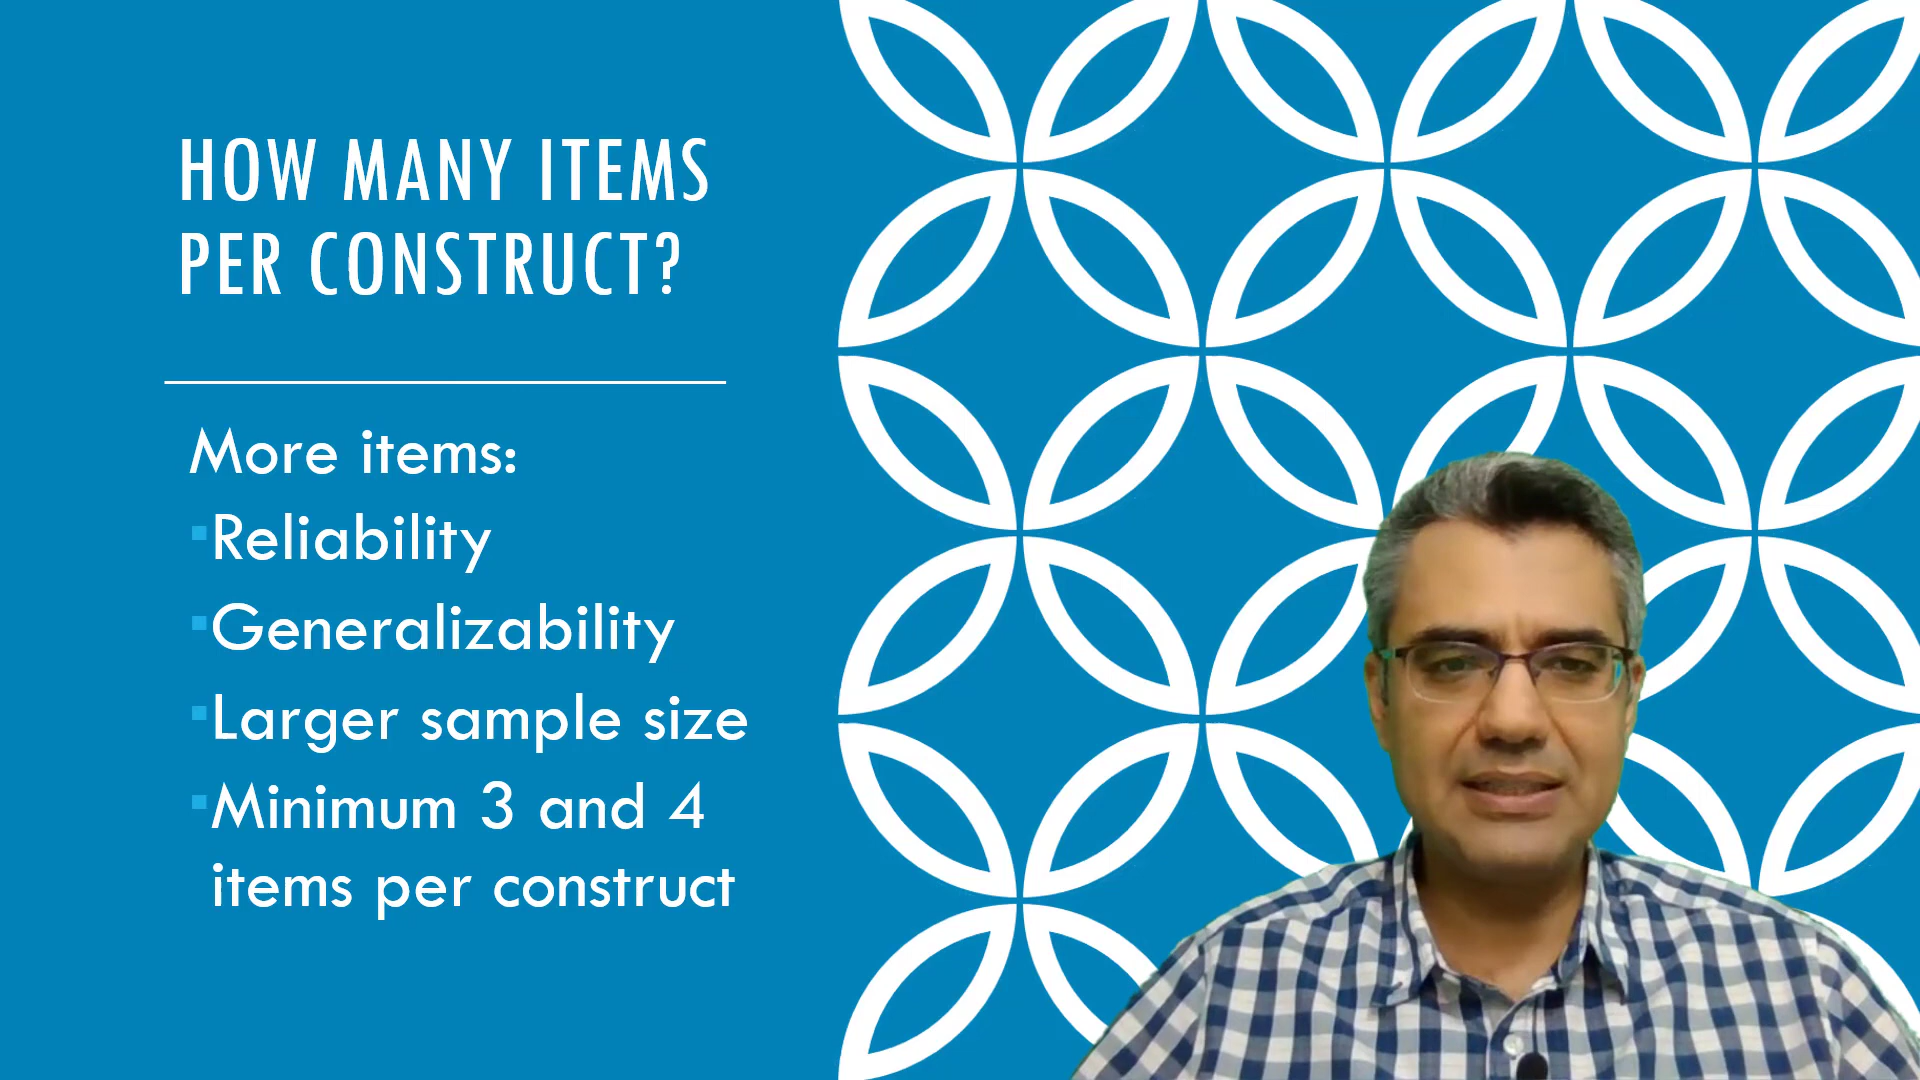 HOW MANY ITEMS
PER CONSTRUCT?
More items:
▪Reliability
▪Generalizability
▪Larger sample size
▪Minimum 3 and 4
items per construct